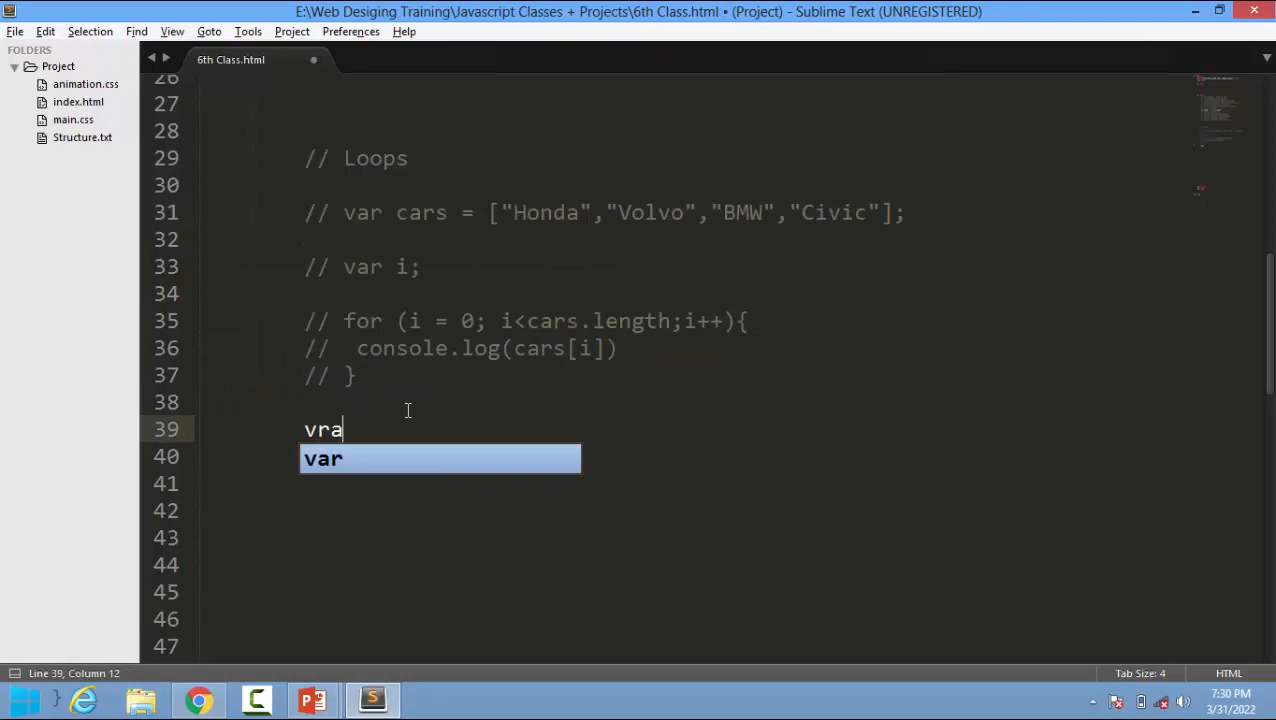 E:\Web Desiging Training\Javascript Classes + Projects\6th Class.html • (Project) - Sublime Text (UNREGISTERED)
File Edit Selection Find View Goto Tools Project Preferences Help
FOLDERS
Project
animation.css
index.html
main.css
Structure.txt
6th Class.html
26
27
28
29 // Loops
30
31 // var cars = ["Honda","Volvo","BMW","Civic"];
32
33 // var i;
34
35 // for (i = 0; i<cars.length;i++){
36 //  console.log(cars[i])
37 // }
38
39 vra
var
40
41
42
43
44
45
46
47
Line 39, Column 12 Tab Size: 4 HTML
7:30 PM
3/31/2022